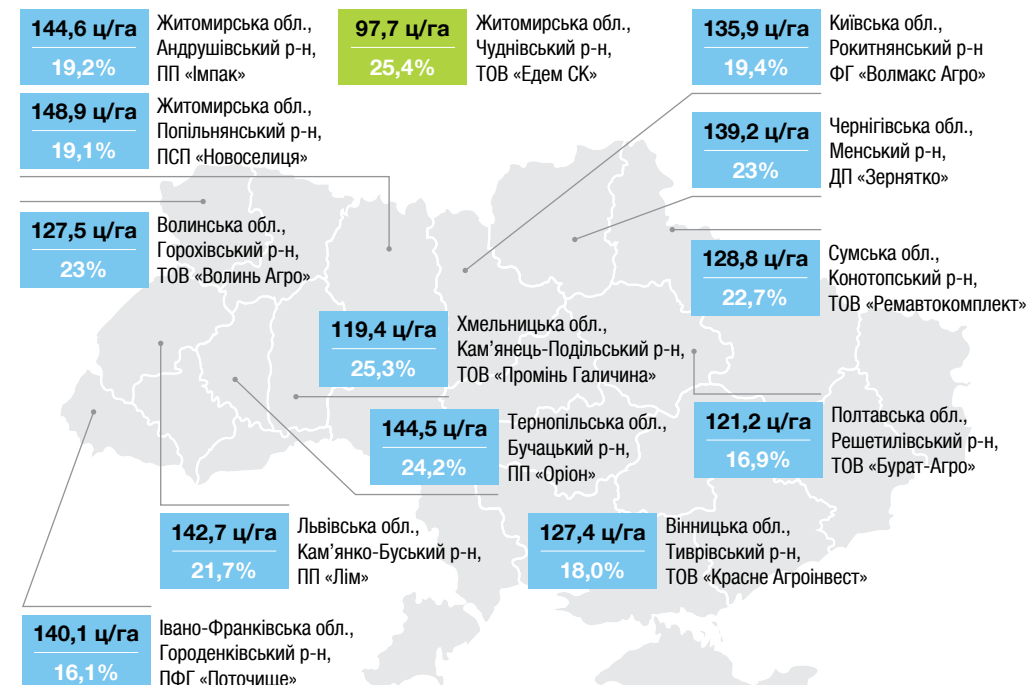 144,6 ц/га
19,2%
Житомирська обл.,
Андрушівський р-н,
ПП «Імпак»
97,7 ц/га
25,4%
Житомирська обл.,
Чуднівський р-н,
ТОВ «Едем СК»
135,9 ц/га
19,4%
Київська обл.,
Рокитнянський р-н
ФГ «Волмакс Агро»
148,9 ц/га
19,1%
Житомирська обл.,
Попільнянський р-н,
ПСП «Новоселиця»
139,2 ц/га
23%
Чернігівська обл.,
Менський р-н,
ДП «Зернятко»
127,5 ц/га
23%
Волинська обл.,
Горохівський р-н,
ТОВ «Волинь Агро»
128,8 ц/га
22,7%
Сумська обл.,
Конотопський р-н,
ТОВ «Ремавтокомплект»
119,4 ц/га
25,3%
Хмельницька обл.,
Кам’янець-Подільський р-н,
ТОВ «Промінь Галичина»
144,5 ц/га
24,2%
Тернопільська обл.,
Бучацький р-н,
ПП «Оріон»
121,2 ц/га
16,9%
Полтавська обл.,
Решетилівський р-н,
ТОВ «Бурат-Агро»
142,7 ц/га
21,7%
Львівська обл.,
Кам’янко-Буський р-н,
ПП «Лім»
127,4 ц/га
18,0%
Вінницька обл.,
Тиврівський р-н,
ТОВ «Красне Агроінвест»
140,1 ц/га
16,1%
Івано-Франківська обл.,
Городенківський р-н,
ПФГ «Поточище»